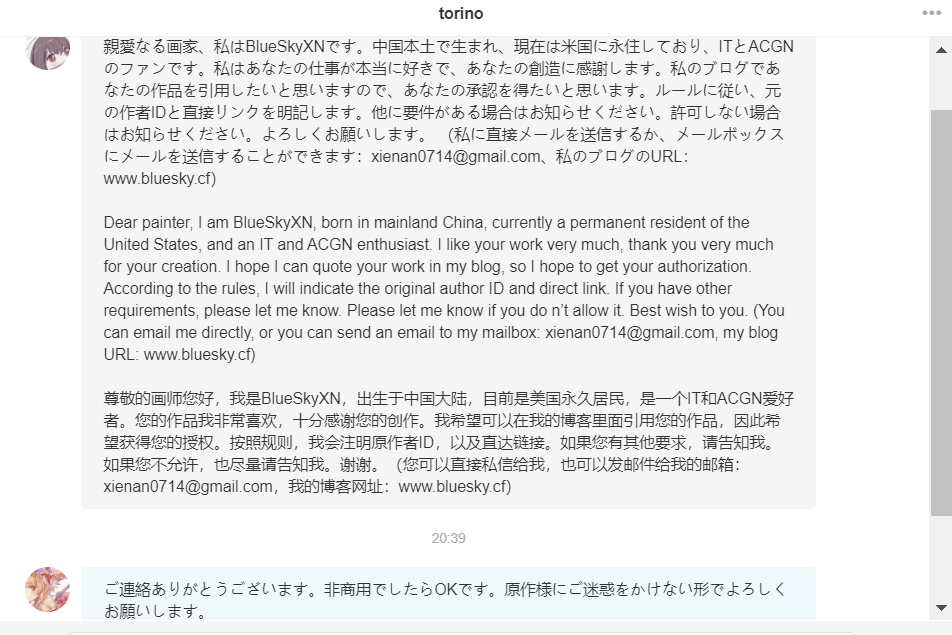 torino
親愛なる画家、私はBlueSkyXNです。中国本土で生まれ、現在は米国に永住しており、ITとACGN
のファンです。私はあなたの仕事が本当に好きで、あなたの創造に感謝します。私のブログであ
なたの作品を引用したいと思いますので、あなたの承認を得たいと思います。ルールに従い、元
の作者IDと直接リンクを明記します。他に要件がある場合はお知らせください。許可しない場合
はお知らせください。よろしくお願いします。 （私に直接メールを送信するか、メールボックス
にメールを送信することができます：xienan0714@gmail.com、私のブログのURL：
www.bluesky.cf)
Dear painter, I am BlueSkyXN, born in mainland China, currently a permanent resident of the
United States, and an IT and ACGN enthusiast. I like your work very much, thank you very much
for your creation. I hope I can quote your work in my blog, so I hope to get your authorization.
According to the rules, I will indicate the original author ID and direct link. If you have other
requirements, please let me know. Please let me know if you do n’t allow it. Best wish to you. (You
can email me directly, or you can send an email to my mailbox: xienan0714@gmail.com, my blog
URL: www.bluesky.cf)
尊敬的画师您好，我是BlueSkyXN，出生于中国大陆，目前是美国永久居民，是一个IT和ACGN爱好
者。您的作品我非常喜欢，十分感谢您的创作。我希望可以在我的博客里面引用您的作品，因此希
望获得您的授权。按照规则，我会注明原作者ID，以及直达链接。如果您有其他要求，请告知我。
如果您不允许，也尽量请告知我。谢谢。（您可以直接私信给我，也可以发邮件给我的邮箱：
xienan0714@gmail.com，我的博客网址：www.bluesky.cf)
20:39
ご連絡ありがとうございます。非商用でしたらOKです。原作様にご迷惑をかけない形でよろしく
お願いします。